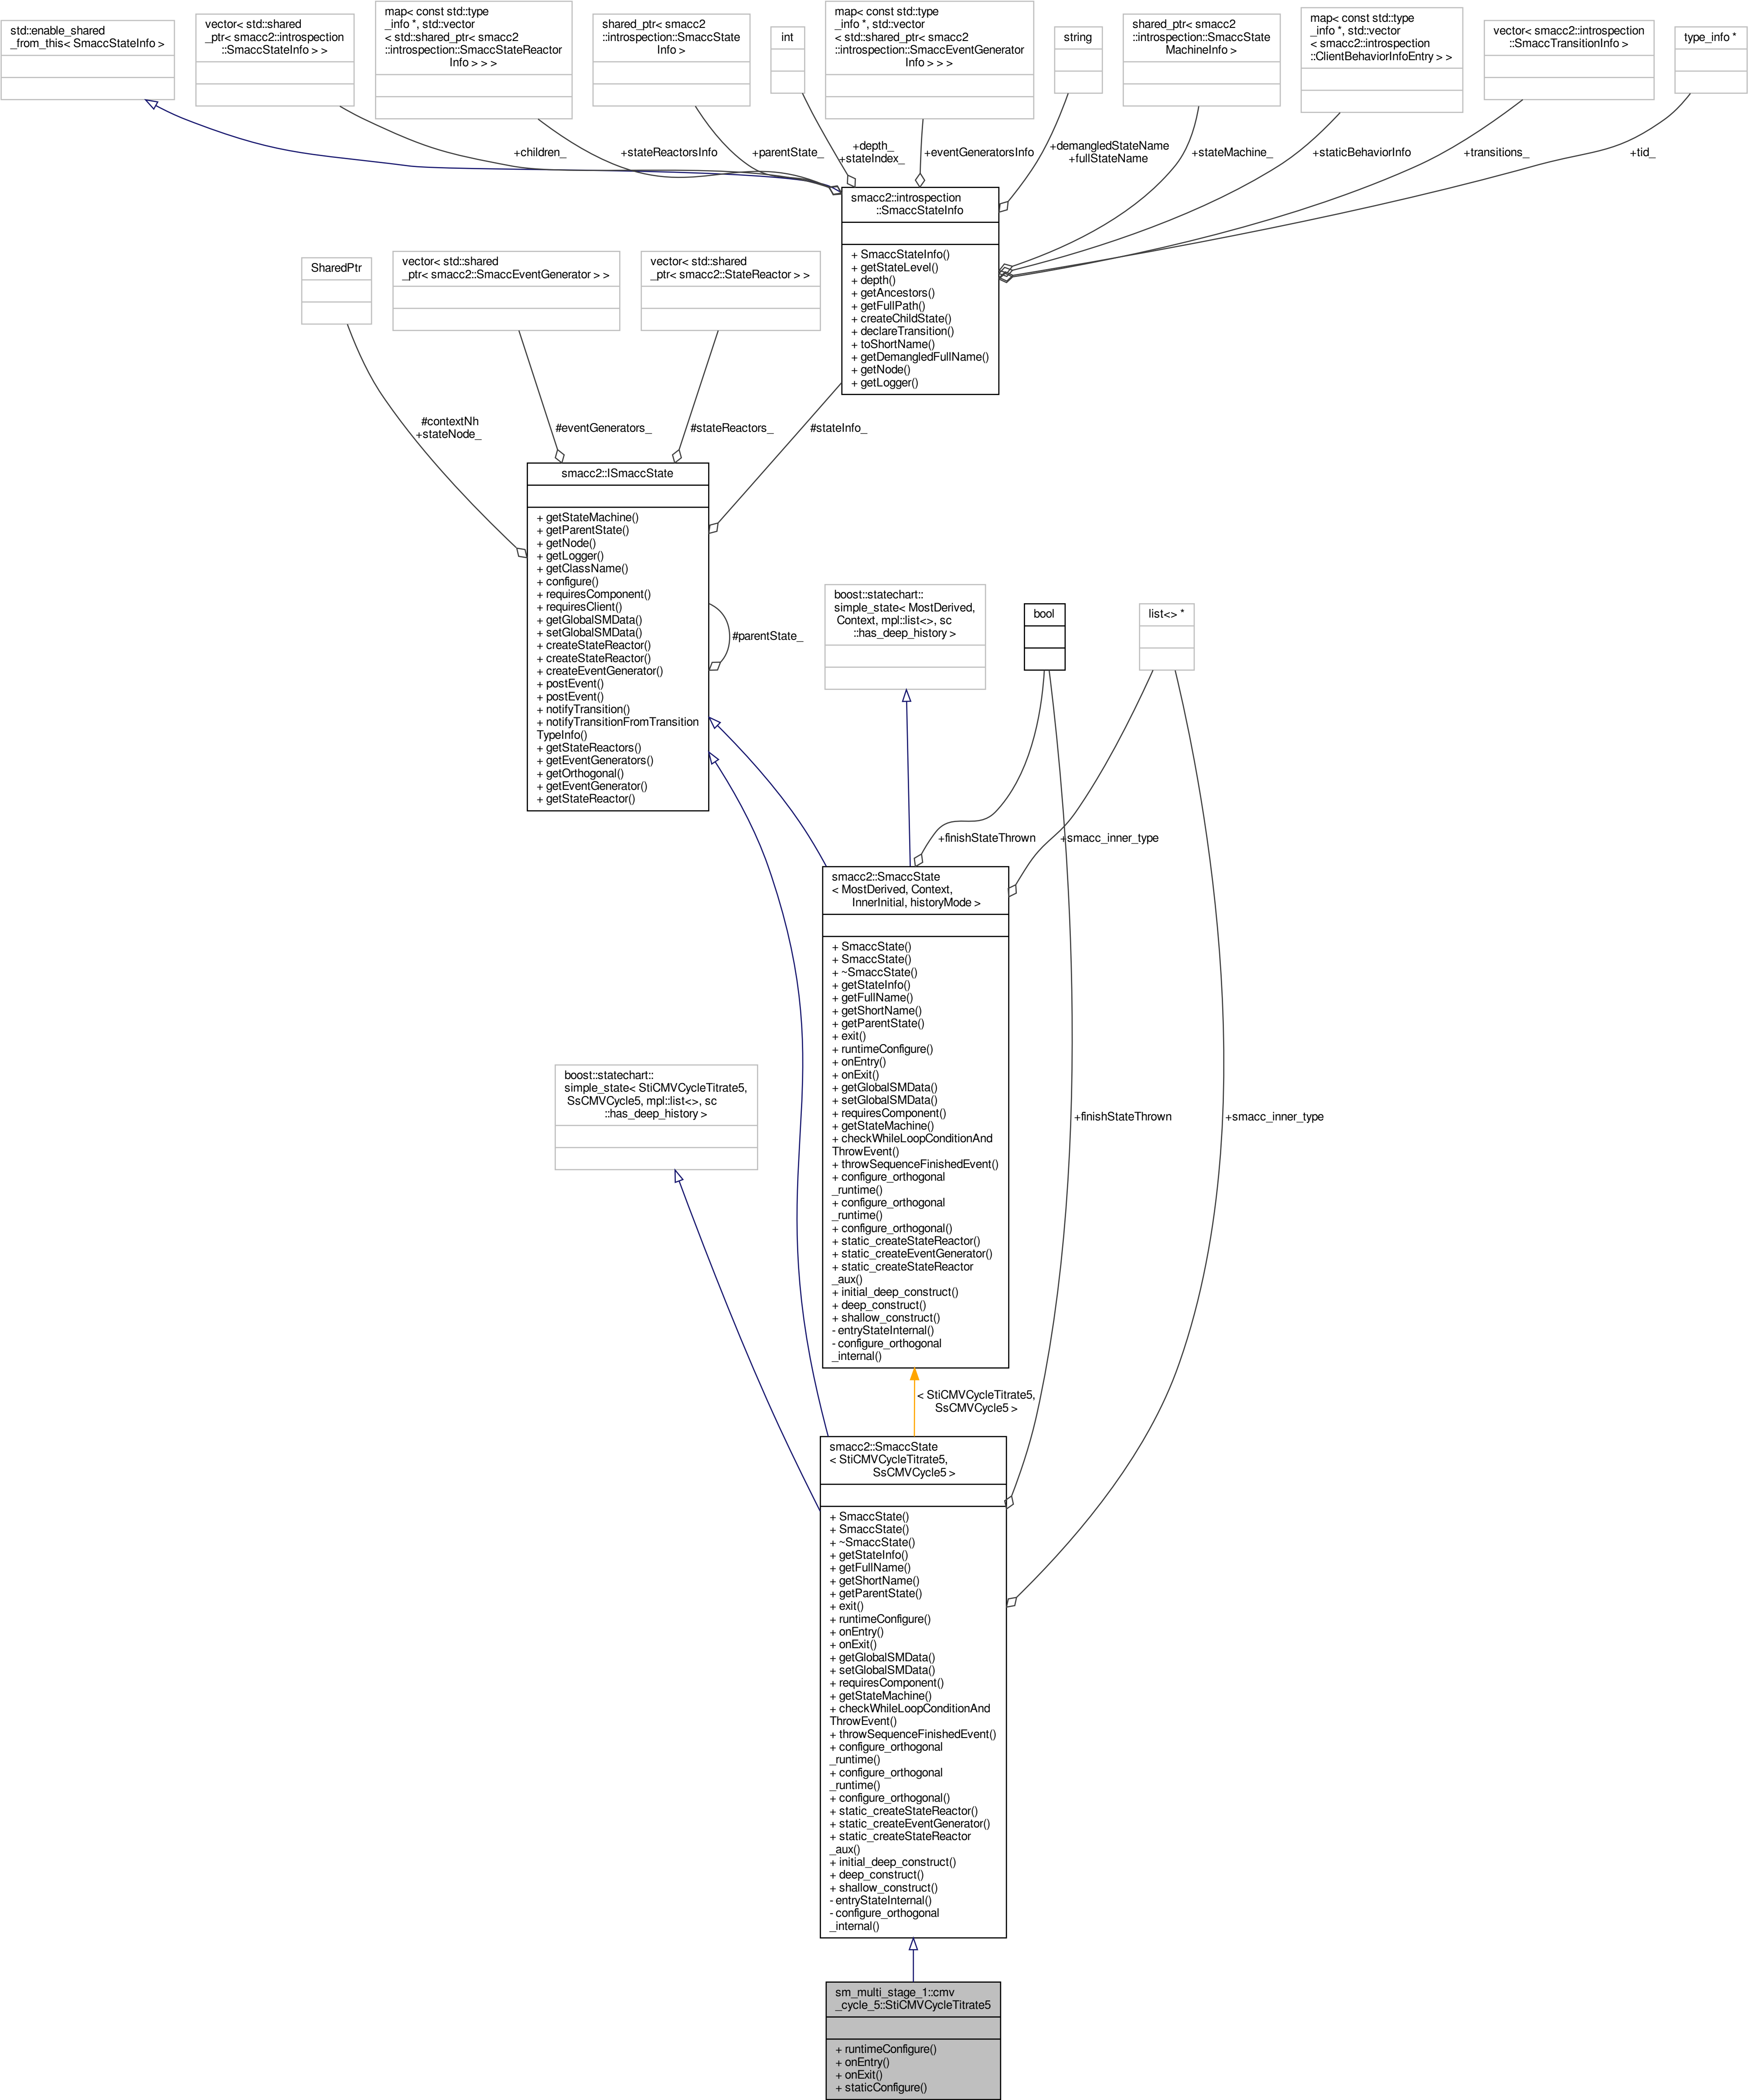 std::enable_shared
_from_this< SmaccStateInfo >
vector< std::shared
_ptr< smacc2::introspection
::SmaccStateInfo > >
map< const std::type
_info *, std::vector
< std::shared_ptr< smacc2
::introspection::SmaccStateReactor
Info > > >
shared_ptr< smacc2
::introspection::SmaccState
Info >
int
map< const std::type
_info *, std::vector
< std::shared_ptr< smacc2
::introspection::SmaccEventGenerator
Info > > >
string
shared_ptr< smacc2
::introspection::SmaccState
MachineInfo >
map< const std::type
_info *, std::vector
< smacc2::introspection
::ClientBehaviorInfoEntry > >
vector< smacc2::introspection
::SmaccTransitionInfo >
type_info *
+children_
+stateReactorsInfo
+parentState_
+depth_
+stateIndex_
+eventGeneratorsInfo
+demangledStateName
+fullStateName
+stateMachine_
+staticBehaviorInfo
+transitions_
+tid_
smacc2::introspection
::SmaccStateInfo
+ SmaccStateInfo()
+ getStateLevel()
+ depth()
+ getAncestors()
+ getFullPath()
+ createChildState()
+ declareTransition()
+ toShortName()
+ getDemangledFullName()
+ getNode()
+ getLogger()
SharedPtr
vector< std::shared
_ptr< smacc2::SmaccEventGenerator > >
vector< std::shared
_ptr< smacc2::StateReactor > >
#contextNh
+stateNode_
#eventGenerators_
#stateReactors_
#stateInfo_
smacc2::ISmaccState
+ getStateMachine()
+ getParentState()
+ getNode()
+ getLogger()
+ getClassName()
+ configure()
+ requiresComponent()
+ requiresClient()
+ getGlobalSMData()
+ setGlobalSMData()
+ createStateReactor()
+ createStateReactor()
+ createEventGenerator()
+ postEvent()
+ postEvent()
+ notifyTransition()
+ notifyTransitionFromTransition
TypeInfo()
+ getStateReactors()
+ getEventGenerators()
+ getOrthogonal()
+ getEventGenerator()
+ getStateReactor()
#parentState_
boost::statechart::
simple_state< MostDerived,
Context, mpl::list<>, sc
::has_deep_history >
bool
list<> *
+finishStateThrown
+smacc_inner_type
smacc2::SmaccState
< MostDerived, Context,
InnerInitial, historyMode >
+ SmaccState()
+ SmaccState()
+ ~SmaccState()
+ getStateInfo()
+ getFullName()
+ getShortName()
+ getParentState()
+ exit()
+ runtimeConfigure()
+ onEntry()
+ onExit()
+ getGlobalSMData()
+ setGlobalSMData()
+ requiresComponent()
+ getStateMachine()
+ checkWhileLoopConditionAnd
ThrowEvent()
+ throwSequenceFinishedEvent()
+ configure_orthogonal
_runtime()
+ configure_orthogonal
_runtime()
+ configure_orthogonal()
+ static_createStateReactor()
+ static_createEventGenerator()
+ static_createStateReactor
_aux()
+ initial_deep_construct()
+ deep_construct()
+ shallow_construct()
- entryStateInternal()
- configure_orthogonal
_internal()
boost::statechart::
simple_state< StiCMVCycleTitrate5,
SsCMVCycle5, mpl::list<>, sc
::has_deep_history >
+finishStateThrown
+smacc_inner_type
< StiCMVCycleTitrate5,
SsCMVCycle5 >
smacc2::SmaccState
< StiCMVCycleTitrate5,
SsCMVCycle5 >
+ SmaccState()
+ SmaccState()
+ ~SmaccState()
+ getStateInfo()
+ getFullName()
+ getShortName()
+ getParentState()
+ exit()
+ runtimeConfigure()
+ onEntry()
+ onExit()
+ getGlobalSMData()
+ setGlobalSMData()
+ requiresComponent()
+ getStateMachine()
+ checkWhileLoopConditionAnd
ThrowEvent()
+ throwSequenceFinishedEvent()
+ configure_orthogonal
_runtime()
+ configure_orthogonal
_runtime()
+ configure_orthogonal()
+ static_createStateReactor()
+ static_createEventGenerator()
+ static_createStateReactor
_aux()
+ initial_deep_construct()
+ deep_construct()
+ shallow_construct()
- entryStateInternal()
- configure_orthogonal
_internal()
sm_multi_stage_1::cmv
_cycle_5::StiCMVCycleTitrate5
+ runtimeConfigure()
+ onEntry()
+ onExit()
+ staticConfigure()